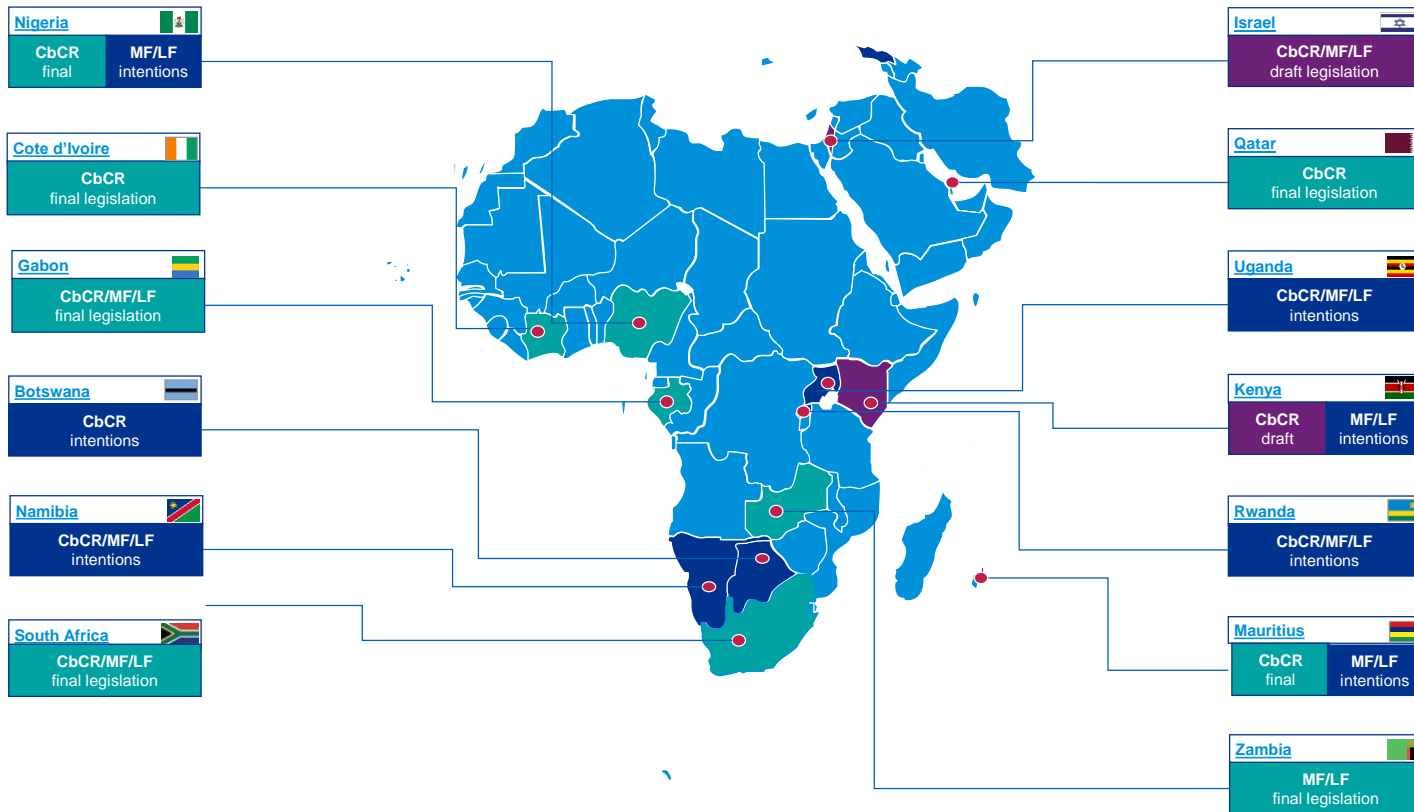 Nigeria
CbCR
final
MF/LF
intentions
Cote d'Ivoire
CbCR
final legislation
Gabon
CbCR/MF/LF
final legislation
Botswana
CbCR
intentions
Namibia
CbCR/MF/LF
intentions
South Africa
CbCR/MF/LF
final legislation
Israel
CbCR/MF/LF
draft legislation
Qatar
CbCR
final legislation
Uganda
CbCR/MF/LF
intentions
Kenya
CbCR
draft
MF/LF
intentions
Rwanda
CbCR/MF/LF
intentions
Mauritius
CbCR
final
MF/LF
intentions
Zambia
MF/LF
final legislation